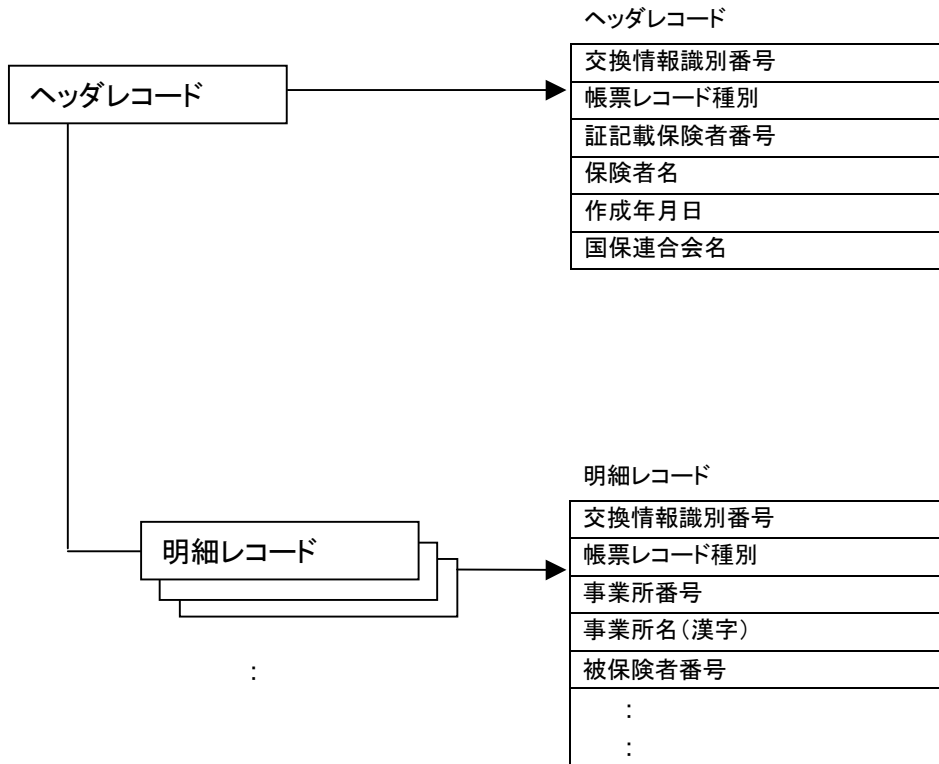 ヘッダレコード
ヘッダレコード
交換情報識別番号
帳票レコード種別
証記載保険者番号
保険者名
作成年月日
国保連合会名
明細レコード
明細レコード
交換情報識別番号
帳票レコード種別
事業所番号
事業所名(漢字)
被保険者番号
:
:
: